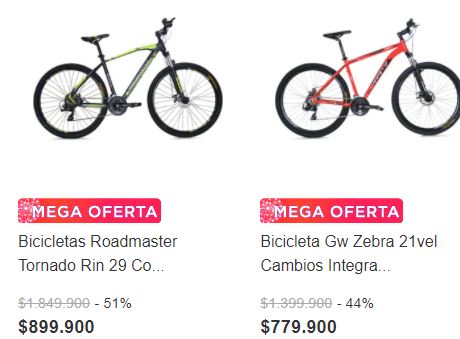 MEGA OFERTA
Bicicletas Roadmaster
Tornado Rin 29 Co...
$1.849.900 - 51%
$899.900
MEGA OFERTA
Bicicleta Gw Zebra 21vel
Cambios Integra...
$1.399.900 - 44%
$779.900